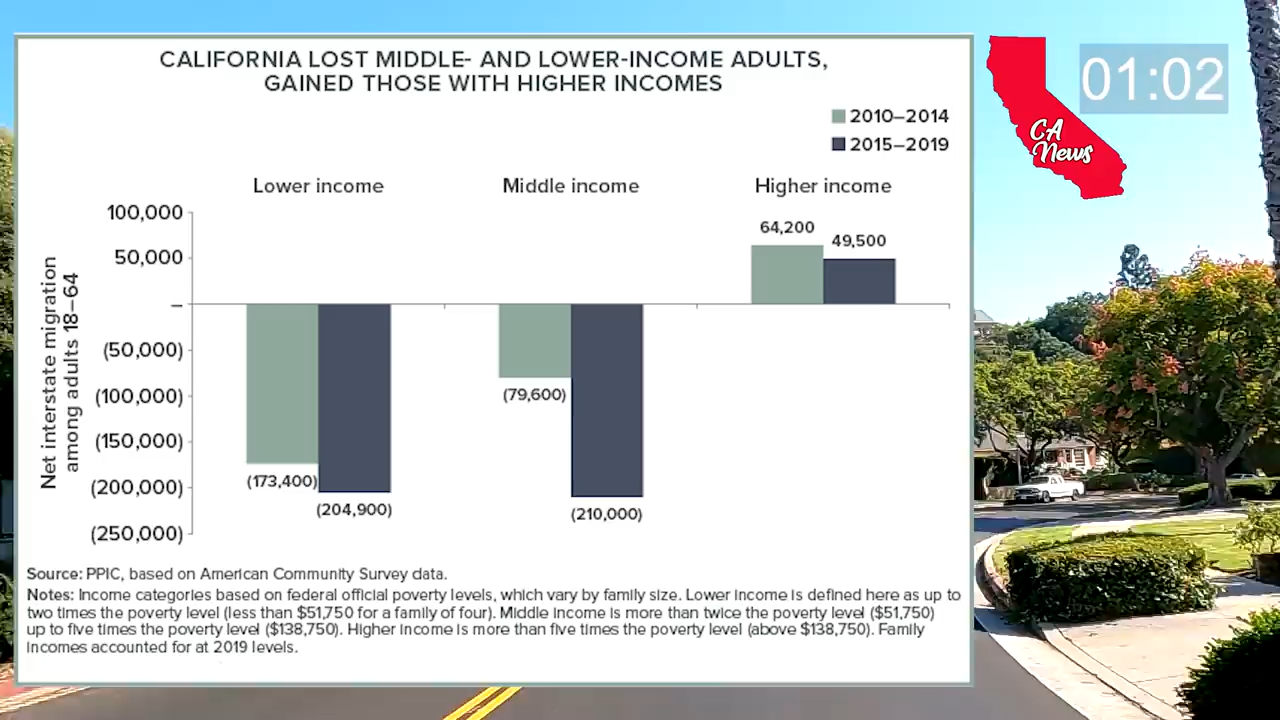 CALIFORNIA LOST MIDDLE- AND LOWER-INCOME ADULTS,
GAINED THOSE WITH HIGHER INCOMES
2010–2014
2015–2019
01:02
CA
News
Lower income
Middle income
Higher income
Net interstate migration
among adults 18–64
100,000
50,000
–
(50,000)
(100,000)
(150,000)
(200,000)
(250,000)
(173,400)
(204,900)
(79,600)
(210,000)
64,200
49,500
Source: PPIC, based on American Community Survey data.
Notes: Income categories based on federal official poverty levels, which vary by family size. Lower income is defined here as up to
two times the poverty level (less than $51,750 for a family of four). Middle income is more than twice the poverty level ($51,750)
up to five times the poverty level ($138,750). Higher income is more than five times the poverty level (above $138,750). Family
incomes accounted for at 2019 levels.